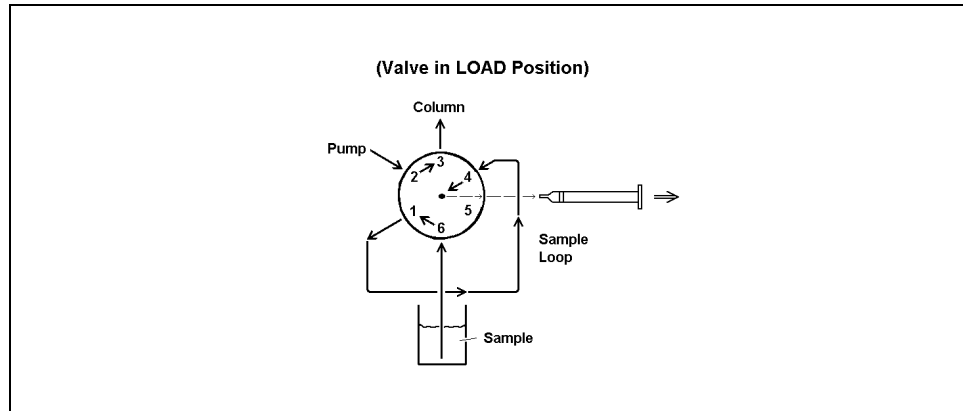 (Valve in LOAD Position)
Column
Pump
3
2
4
1
5
6
Sample
Loop
Sample